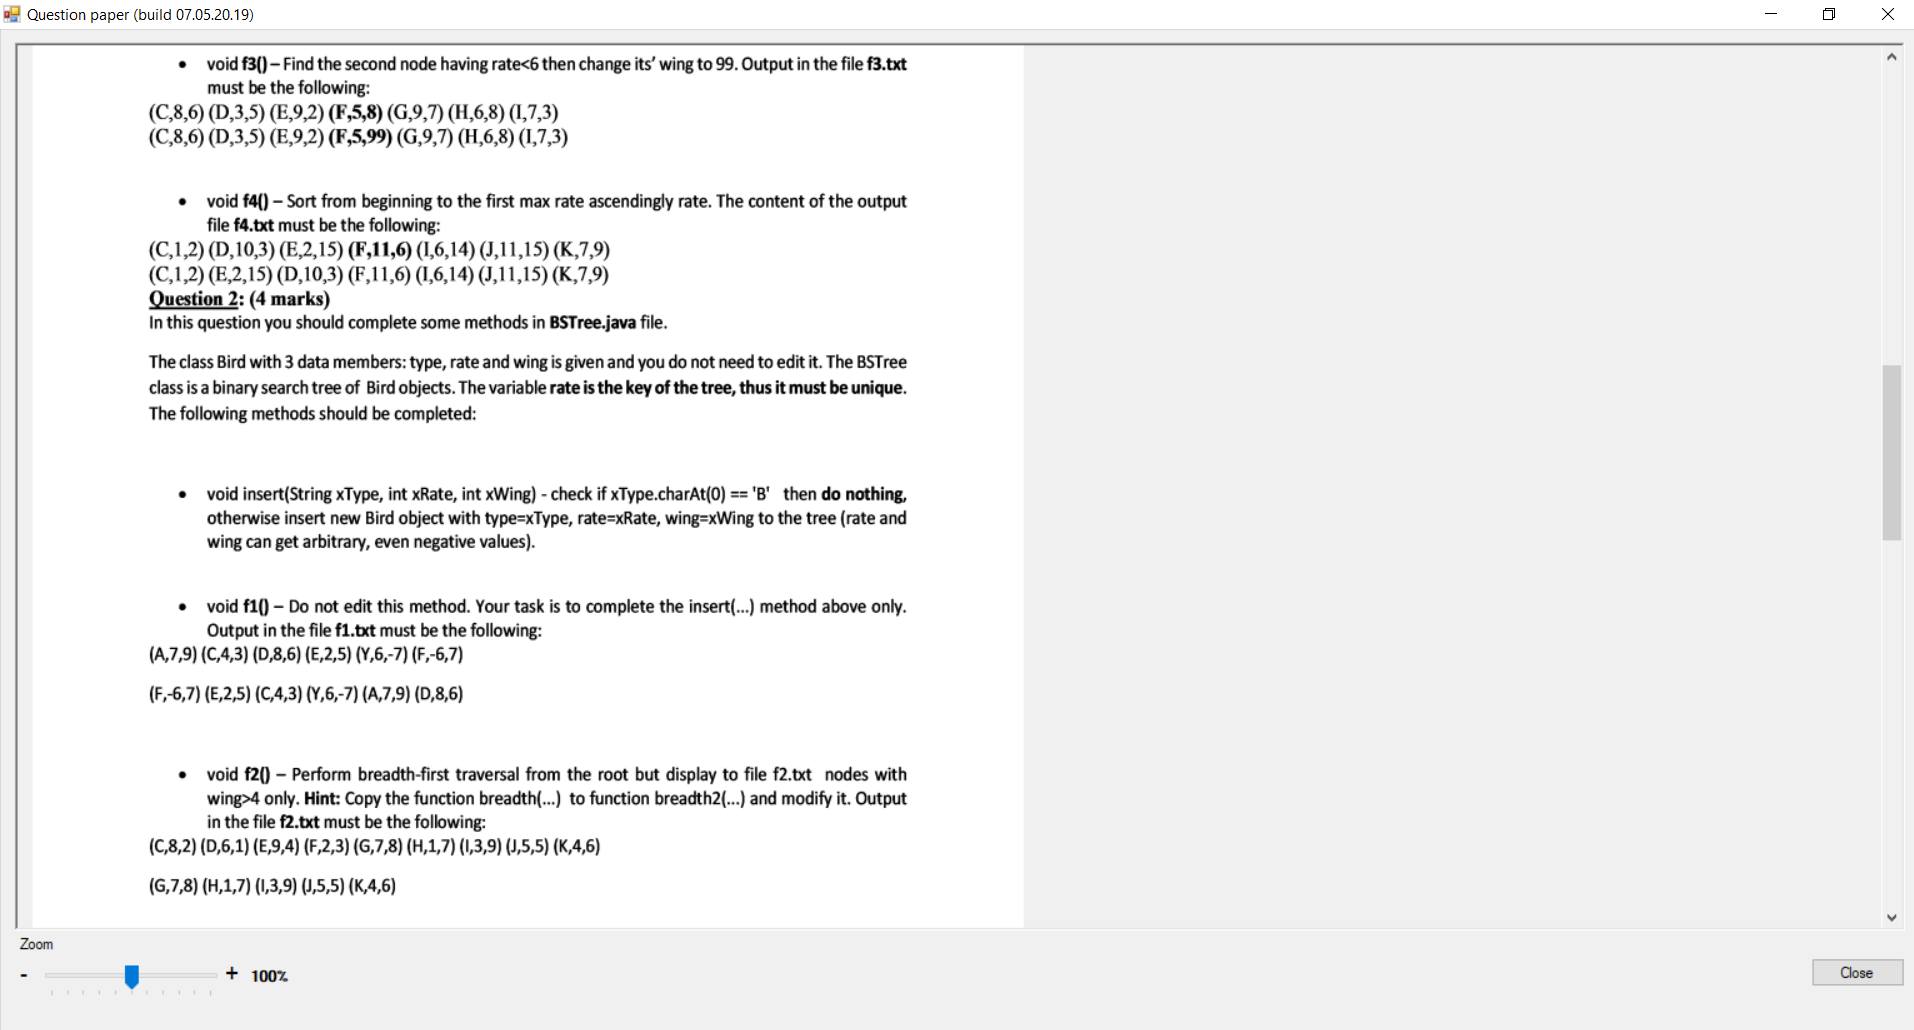 Question paper (build 07.05.20.19)
• void f3() – Find the second node having rate<6 then change its’ wing to 99. Output in the file f3.txt
must be the following:
(C,8,6) (D,3,5) (E,9,2) (F,5,8) (G,9,7) (H,6,8) (I,7,3)
(C,8,6) (D,3,5) (E,9,2) (F,5,99) (G,9,7) (H,6,8) (I,7,3)
• void f4() – Sort from beginning to the first max rate ascendingly rate. The content of the output
file f4.txt must be the following:
(C,1,2) (D,10,3) (E,2,15) (F,11,6) (I,6,14) (J,11,15) (K,7,9)
(C,1,2) (E,2,15) (D,10,3) (F,11,6) (I,6,14) (J,11,15) (K,7,9)
Question 2: (4 marks)
In this question you should complete some methods in BSTree.java file.
The class Bird with 3 data members: type, rate and wing is given and you do not need to edit it. The BSTree
class is a binary search tree of Bird objects. The variable rate is the key of the tree, thus it must be unique.
The following methods should be completed:
• void insert(String xType, int xRate, int xWing) - check if xType.charAt(0) == 'B' then do nothing,
otherwise insert new Bird object with type=xType, rate=xRate, wing=xWing to the tree (rate and
wing can get arbitrary, even negative values).
• void f1() – Do not edit this method. Your task is to complete the insert(...) method above only.
Output in the file f1.txt must be the following:
(A,7,9) (C,4,3) (D,8,6) (E,2,5) (Y,6,-7) (F,-6,7)
(F,-6,7) (E,2,5) (C,4,3) (Y,6,-7) (A,7,9) (D,8,6)
• void f2() – Perform breadth-first traversal from the root but display to file f2.txt nodes with
wing>4 only. Hint: Copy the function breadth(...) to function breadth2(...) and modify it. Output
in the file f2.txt must be the following:
(C,8,2) (D,6,1) (E,9,4) (F,2,3) (G,7,8) (H,1,7) (I,3,9) (J,5,5) (K,4,6)
(G,7,8) (H,1,7) (I,3,9) (J,5,5) (K,4,6)
Zoom
- + 100%
Close